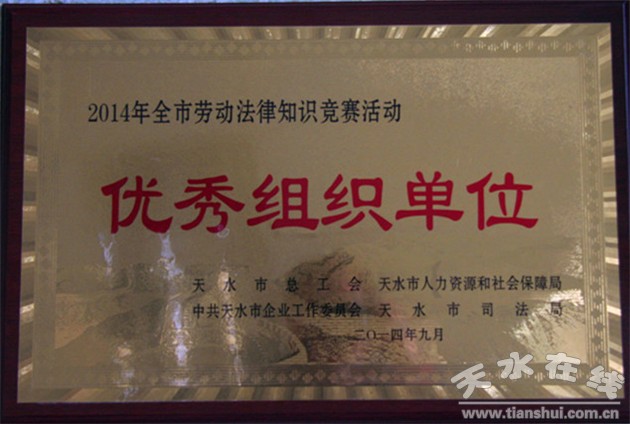 2014年全市劳动法律知识竞赛活动
优秀组织单位
天水市总工会 天水市人力资源和社会保障局
中共天水市企业工作委员会 天水市司法局
二〇一四年九月
天水在线
www.tianshui.com.cn